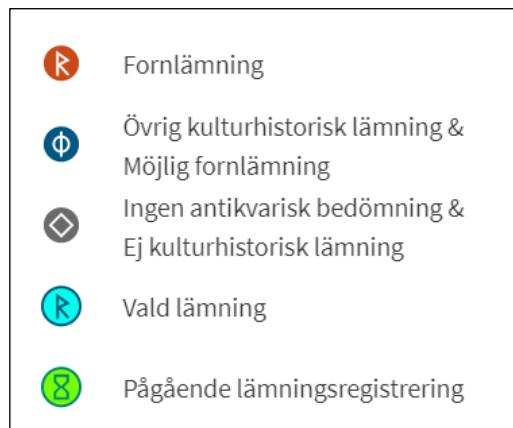 Fornlämning
Övrig kulturhistorisk lämning &
Möjlig fornlämning
Ingen antikvarisk bedömning &
Ej kulturhistorisk lämning
Vald lämning
Pågående lämningsregistrering